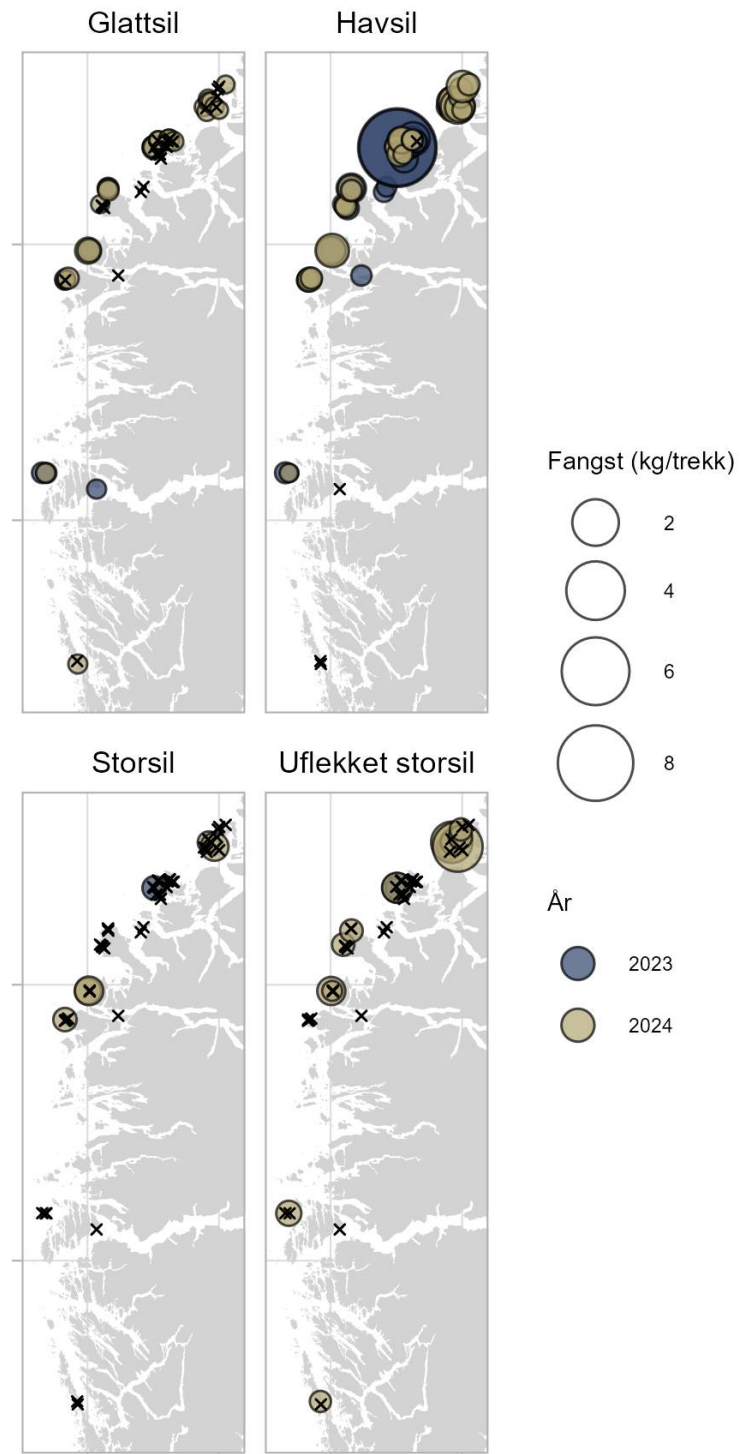 Glattsil
Havsil
Storsil
Uflekket storsil
Fangst (kg/trekk)
2
4
6
8
År
2023
2024